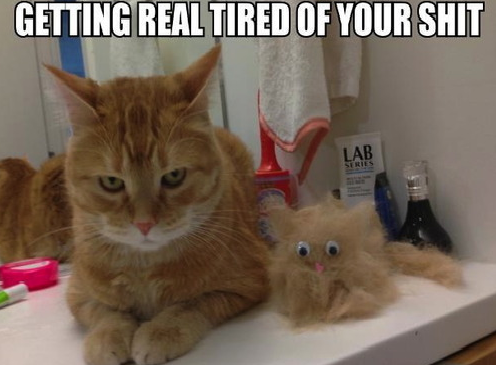 GETTING REAL TIRED OF YOUR SHIT
LAB
SERIES